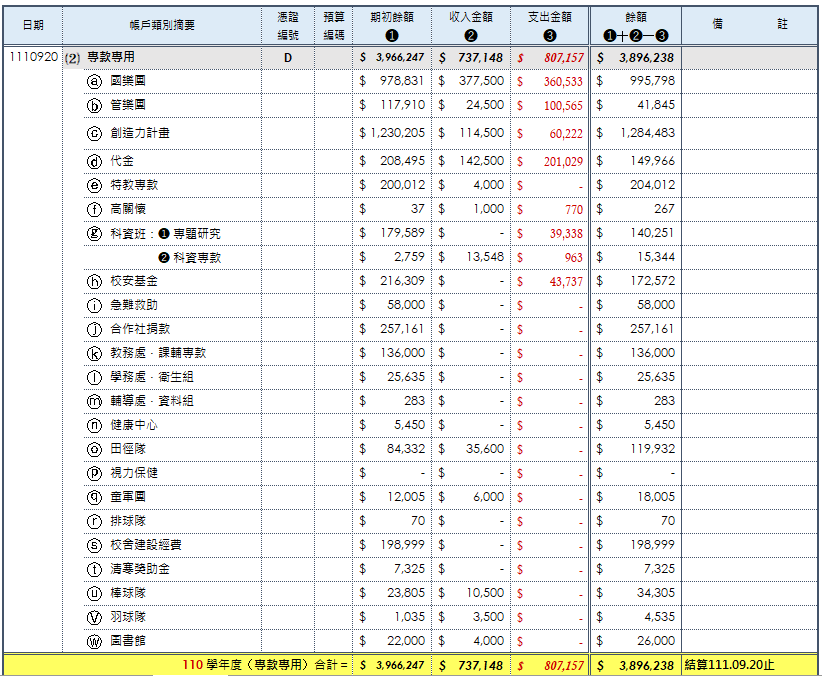 日期 帳戶類別摘要 憑證編號 預算編碼 期初餘額❶ 收入金額❷ 支出金額❸ 餘額❶+❷-❸ 備 註
1110920 (2) 專款專用 D $ 3,966,247 $ 737,148 $ 807,157 $ 3,896,238
ⓐ 國樂團 $ 978,831 $ 377,500 $ 360,533 $ 995,798
ⓑ 管樂團 $ 117,910 $ 24,500 $ 100,565 $ 41,845
ⓒ 創造力計畫 $ 1,230,205 $ 114,500 $ 60,222 $ 1,284,483
ⓓ 代金 $ 208,495 $ 142,500 $ 201,029 $ 149,966
ⓔ 特教專款 $ 200,012 $ 4,000 $ - $ 204,012
ⓕ 高關懷 $ 37 $ 1,000 $ 770 $ 267
ⓖ 科資班：❶ 專題研究 $ 179,589 $ - $ 39,338 $ 140,251
❷ 科資專款 $ 2,759 $ 13,548 $ 963 $ 15,344
ⓗ 校安基金 $ 216,309 $ - $ 43,737 $ 172,572
ⓘ 急難救助 $ 58,000 $ - $ - $ 58,000
ⓙ 合作社捐款 $ 257,161 $ - $ - $ 257,161
ⓚ 教務處 - 課輔專款 $ 136,000 $ - $ - $ 136,000
ⓛ 學務處 - 衛生組 $ 25,635 $ - $ - $ 25,635
ⓜ 輔導處 - 資料組 $ 283 $ - $ - $ 283
ⓝ 健康中心 $ 5,450 $ - $ - $ 5,450
ⓞ 田徑隊 $ 84,332 $ 35,600 $ - $ 119,932
ⓟ 視力保健 $ - $ - $ - $ -
ⓠ 童軍團 $ 12,005 $ 6,000 $ - $ 18,005
ⓡ 排球隊 $ 70 $ - $ - $ 70
ⓢ 校舍建設經費 $ 198,999 $ - $ - $ 198,999
ⓣ 清寒獎助金 $ 7,325 $ - $ - $ 7,325
ⓤ 棒球隊 $ 23,805 $ 10,500 $ - $ 34,305
ⓥ 羽球隊 $ 1,035 $ 3,500 $ - $ 4,535
ⓦ 圖書館 $ 22,000 $ 4,000 $ - $ 26,000
110 學年度（專款專用）合計＝ $ 3,966,247 $ 737,148 $ 807,157 $ 3,896,238 結算111.09.20止